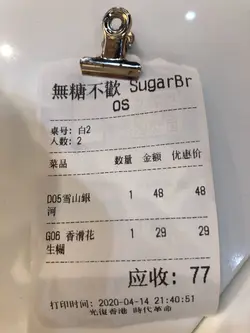 無糖不歡 SugarBr
os
桌号: 白2
人数: 2
菜品 数量 金额 优惠价
D05雪山銀 1 48 48
河
G06 香滑花 1 29 29
生糊
应收: 77
打印时间: 2020-04-14 21:40:51
光復香港 時代革命